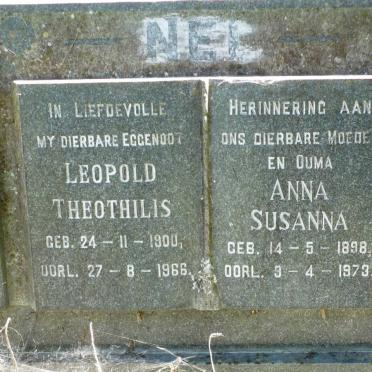 NEL
IN LIEFDEVOLLE
MY DIERBARE EGGENOOT
LEOPOLD
THEOTHILIS
GEB. 24-11-1900,
OORL. 27-8-1966
HERINNERING AAN
ONS DIERBARE MOEDE
EN OUMA
ANNA
SUSANNA
GEB. 14-5-1898
OORL. 3-4-1973